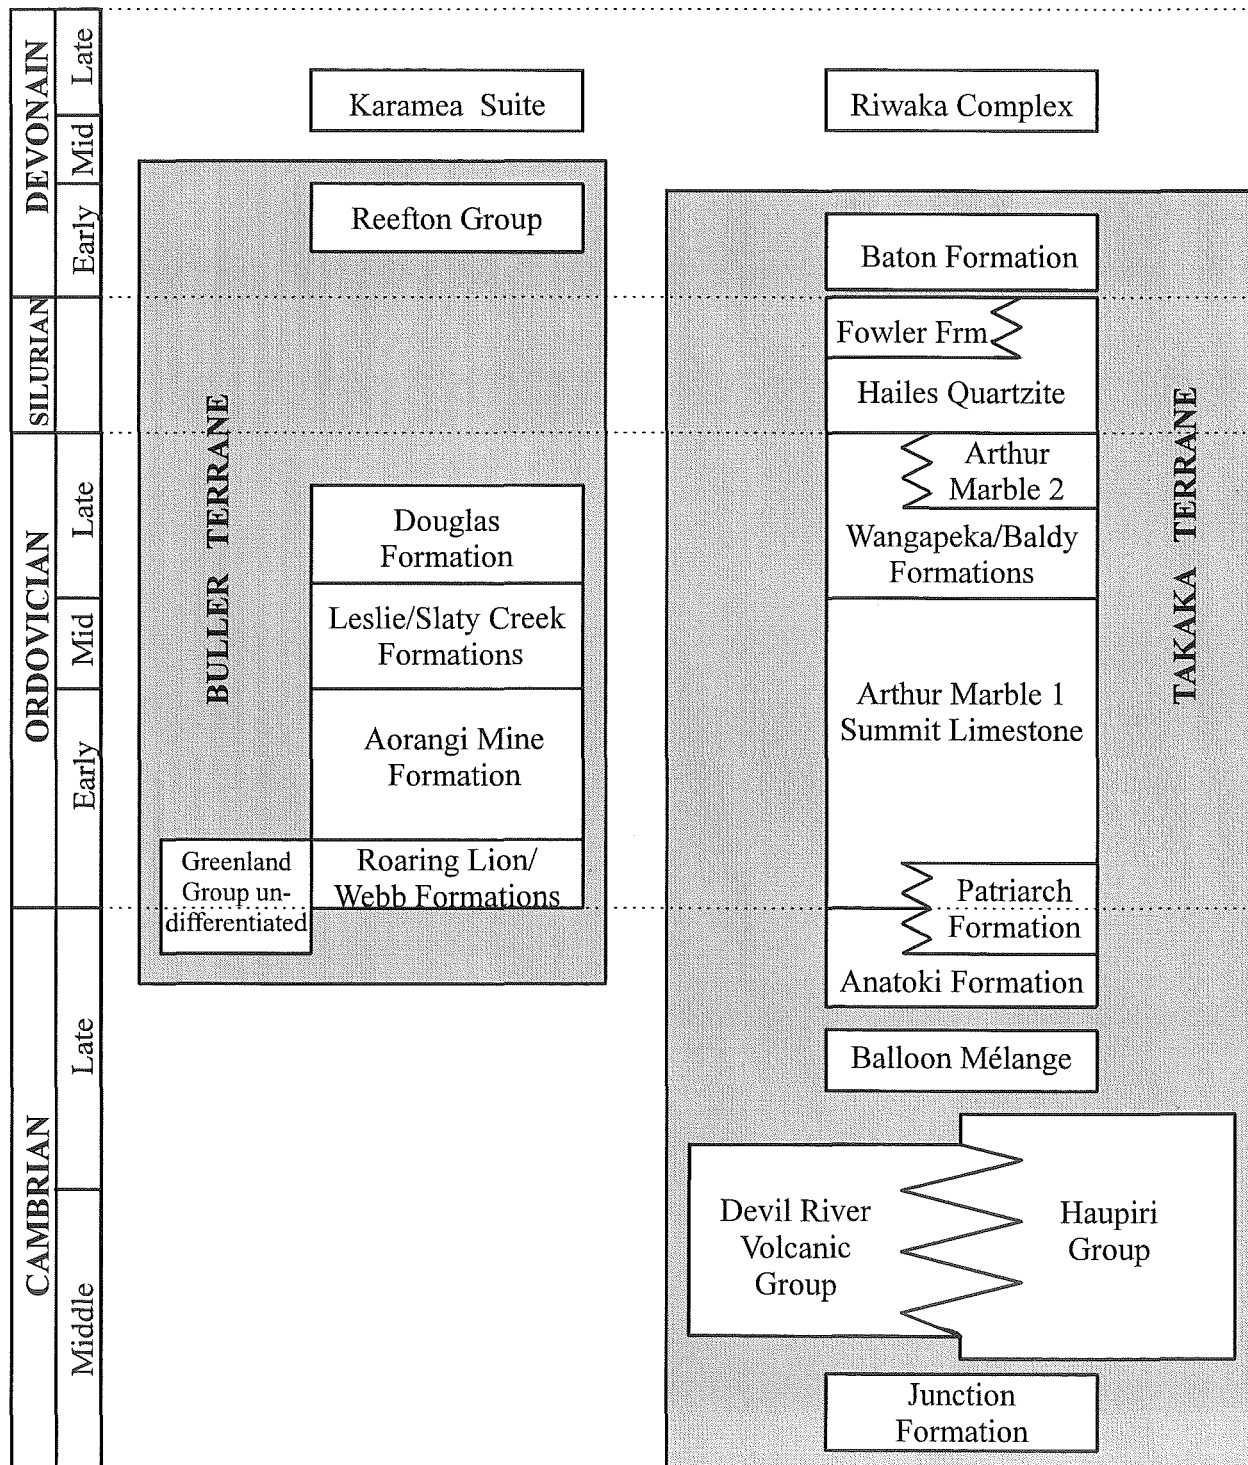 DEVONAIN
Late
Mid
Early
SILURIAN
ORDOVICIAN
Late
Mid
Early
CAMBRIAN
Late
Middle
Karamea Suite
BULLER TERRANE
Reefton Group
Douglas
Formation
Leslie/Slaty Creek
Formations
Aorangi Mine
Formation
Greenland
Group un-
differentiated
Roaring Lion/
Webb Formations
Riwaka Complex
TAKAKA TERRANE
Baton Formation
Fowler Frm
Hailes Quartzite
Arthur
Marble 2
Wangapeka/Baldy
Formations
Arthur Marble 1
Summit Limestone
Patriarch
Formation
Anatoki Formation
Balloon Mélange
Devil River
Volcanic
Group
Haupiri
Group
Junction
Formation